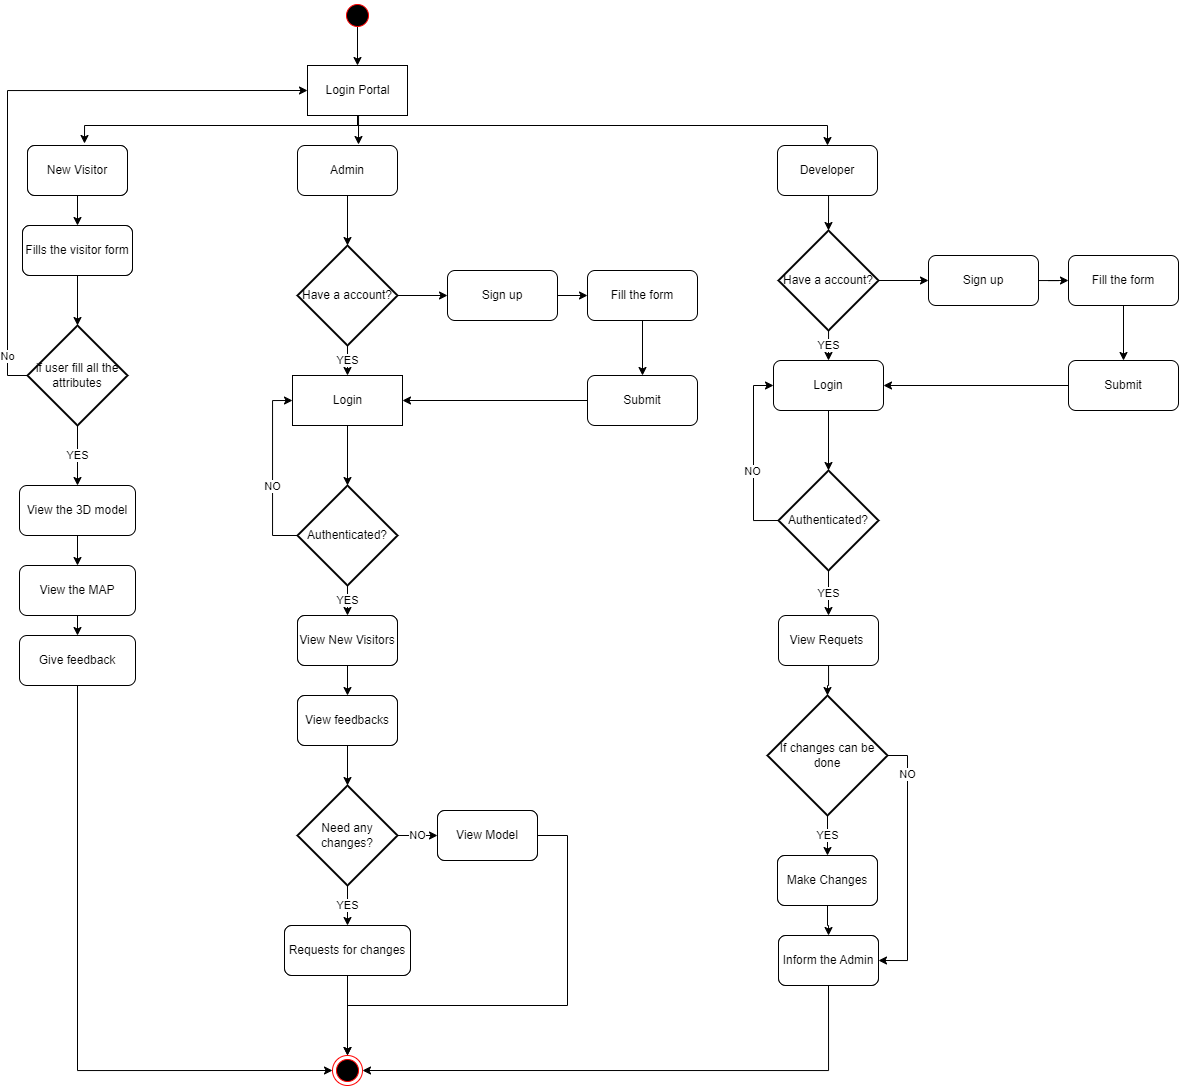 Login Portal
New Visitor
Admin
Developer
Fills the visitor form
Have a account?
Sign up
Fill the form
Have a account?
Sign up
Fill the form
No
If user fill all the
attributes
YES
YES
Login
Submit
Login
Submit
YES
NO
NO
View the 3D model
Authenticated?
Authenticated?
View the MAP
YES
YES
Give feedback
View New Visitors
View Requets
View feedbacks
If changes can be
done
NO
Need any
changes?
NO
View Model
YES
Make Changes
YES
Requests for changes
Inform the Admin